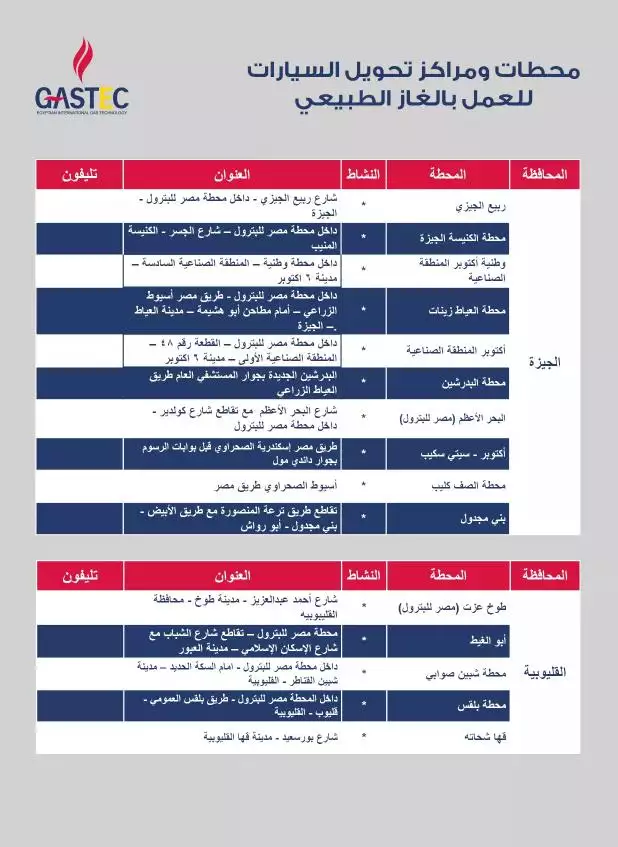 محطات ومراكز تحويل السيارات
للعمل بالغاز الطبيعي
GASTEC
EGYPTIAN INTERNATIONAL GAS TECHNOLOGY
المحافظة المحطة النشاط العنوان تليفون
الجيزة
ربيع الجيزي * شارع ربيع الجيزي - داخل محطة مصر للبترول -
الجيزة
محطة الكنيسة الجيزة * داخل محطة مصر للبترول – شارع الجسر - الكنيسة
المنيب
وطنية أكتوبر المنطقة * داخل محطة وطنية – المنطقة الصناعية السادسة –
الصناعية مدينة ٦ اكتوبر
محطة العياط زينات * داخل محطة مصر للبترول - طريق مصر أسيوط
الزراعي – أمام مطاحن أبو هشيمة – مدينة العياط
– الجيزة.
أكتوبر المنطقة الصناعية * داخل محطة مصر للبترول – القطعة رقم ٤٨ –
المنطقة الصناعية الأولى – مدينة ٦ اكتوبر
محطة البدرشين * البدرشين الجديدة بجوار المستشفي العام طريق
العياط الزراعي
البحر الأعظم (مصر للبترول) * شارع البحر الأعظم مع تقاطع شارع كولدير -
داخل محطة مصر للبترول
أكتوبر - سيتي سكيب * طريق مصر إسكندرية الصحراوي قبل بوابات الرسوم
بجوار داندي مول
محطة الصف كليب * أسيوط الصحراوي طريق مصر
بني مجدول * تقاطع طريق ترعة المنصورة مع طريق الأبيض -
بني مجدول - أبو رواش
المحافظة المحطة النشاط العنوان تليفون
القليوبية
طوخ عزت (مصر للبترول) * شارع أحمد عبدالعزيز - مدينة طوخ - محافظة
القليبوبيه
أبو الغيط * محطة مصر للبترول – تقاطع شارع الشباب مع
شارع الإسكان الإسلامي – مدينة العبور
محطة شبين صوابي * داخل محطة مصر للبترول - امام السكة الحديد – مدينة
شبين القناطر - القليوبية
محطة بلقس * داخل المحطة مصر للبترول - طريق بلقس العمومي -
قليوب - القليوبية
قها شحاته * شارع بورسعيد - مدينة قها القليوبية